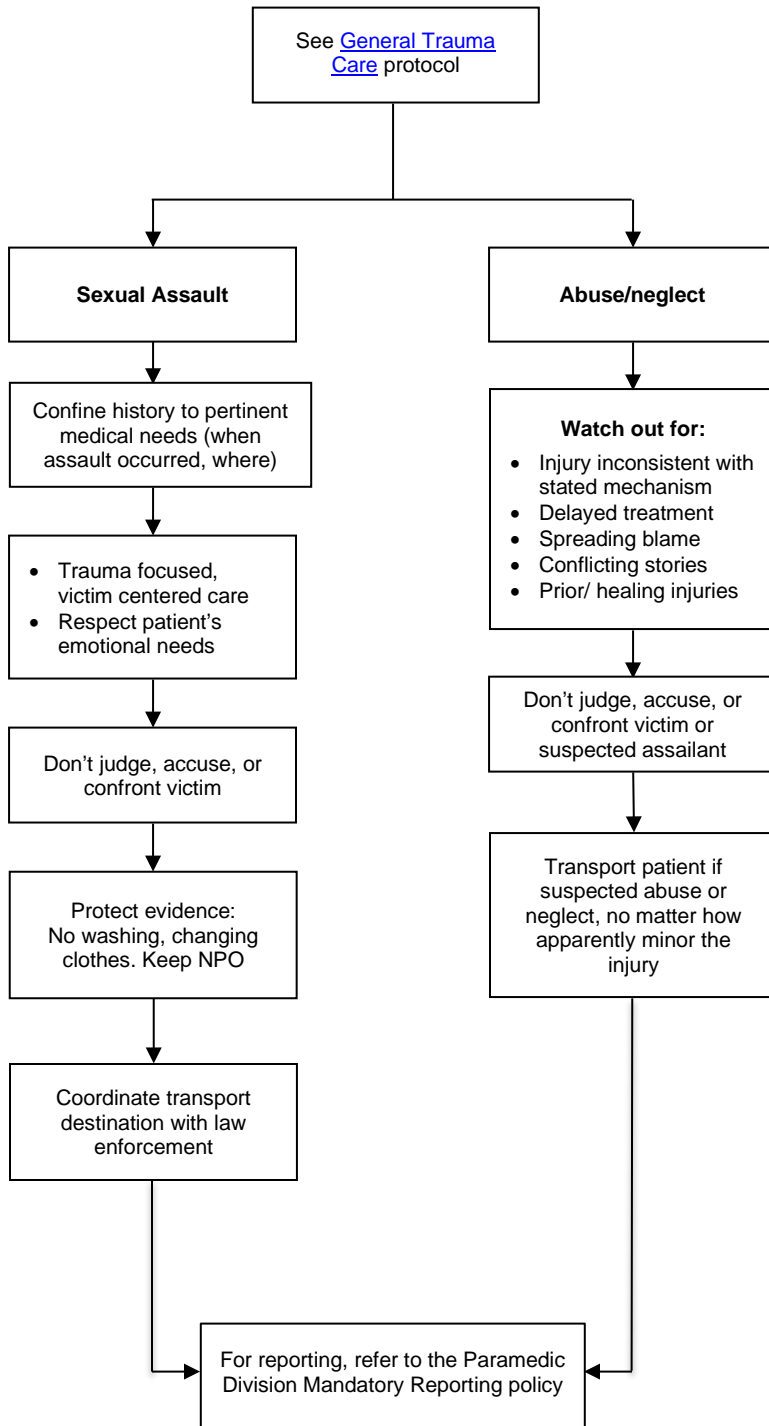 See General Trauma
Care protocol
Sexual Assault
Confine history to pertinent
medical needs (when
assault occurred, where)
• Trauma focused,
victim centered care
• Respect patient's
emotional needs
Don't judge, accuse, or
confront victim
Protect evidence:
No washing, changing
clothes. Keep NPO
Coordinate transport
destination with law
enforcement
Abuse/neglect
Watch out for:
• Injury inconsistent with
stated mechanism
• Delayed treatment
• Spreading blame
• Conflicting stories
• Prior/ healing injuries
Don't judge, accuse, or
confront victim or
suspected assailant
Transport patient if
suspected abuse or
neglect, no matter how
apparently minor the
injury
For reporting, refer to the Paramedic
Division Mandatory Reporting policy